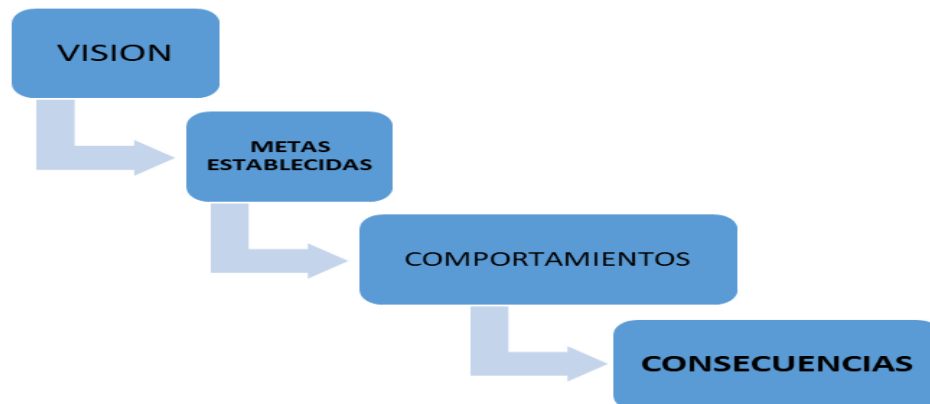 VISION
METAS
ESTABLECIDAS
COMPORTAMIENTOS
CONSECUENCIAS